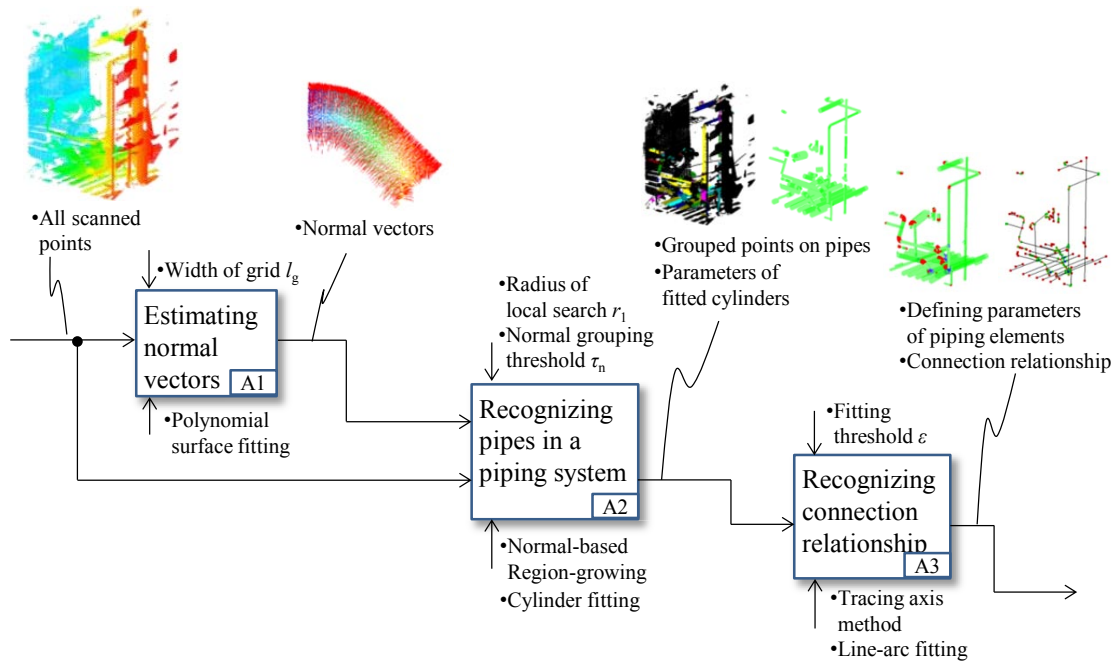 •All scanned
points
•Width of grid lg
Estimating
normal
vectors
A1
•Polynomial
surface fitting
•Normal vectors
•Radius of
local search r1
•Normal grouping
threshold τn
Recognizing
pipes in a
piping system
A2
•Normal-based
Region-growing
•Cylinder fitting
•Grouped points on pipes
•Parameters of
fitted cylinders
•Fitting
threshold ε
Recognizing
connection
relationship
A3
•Tracing axis
method
•Line-arc fitting
•Defining parameters
of piping elements
•Connection relationship